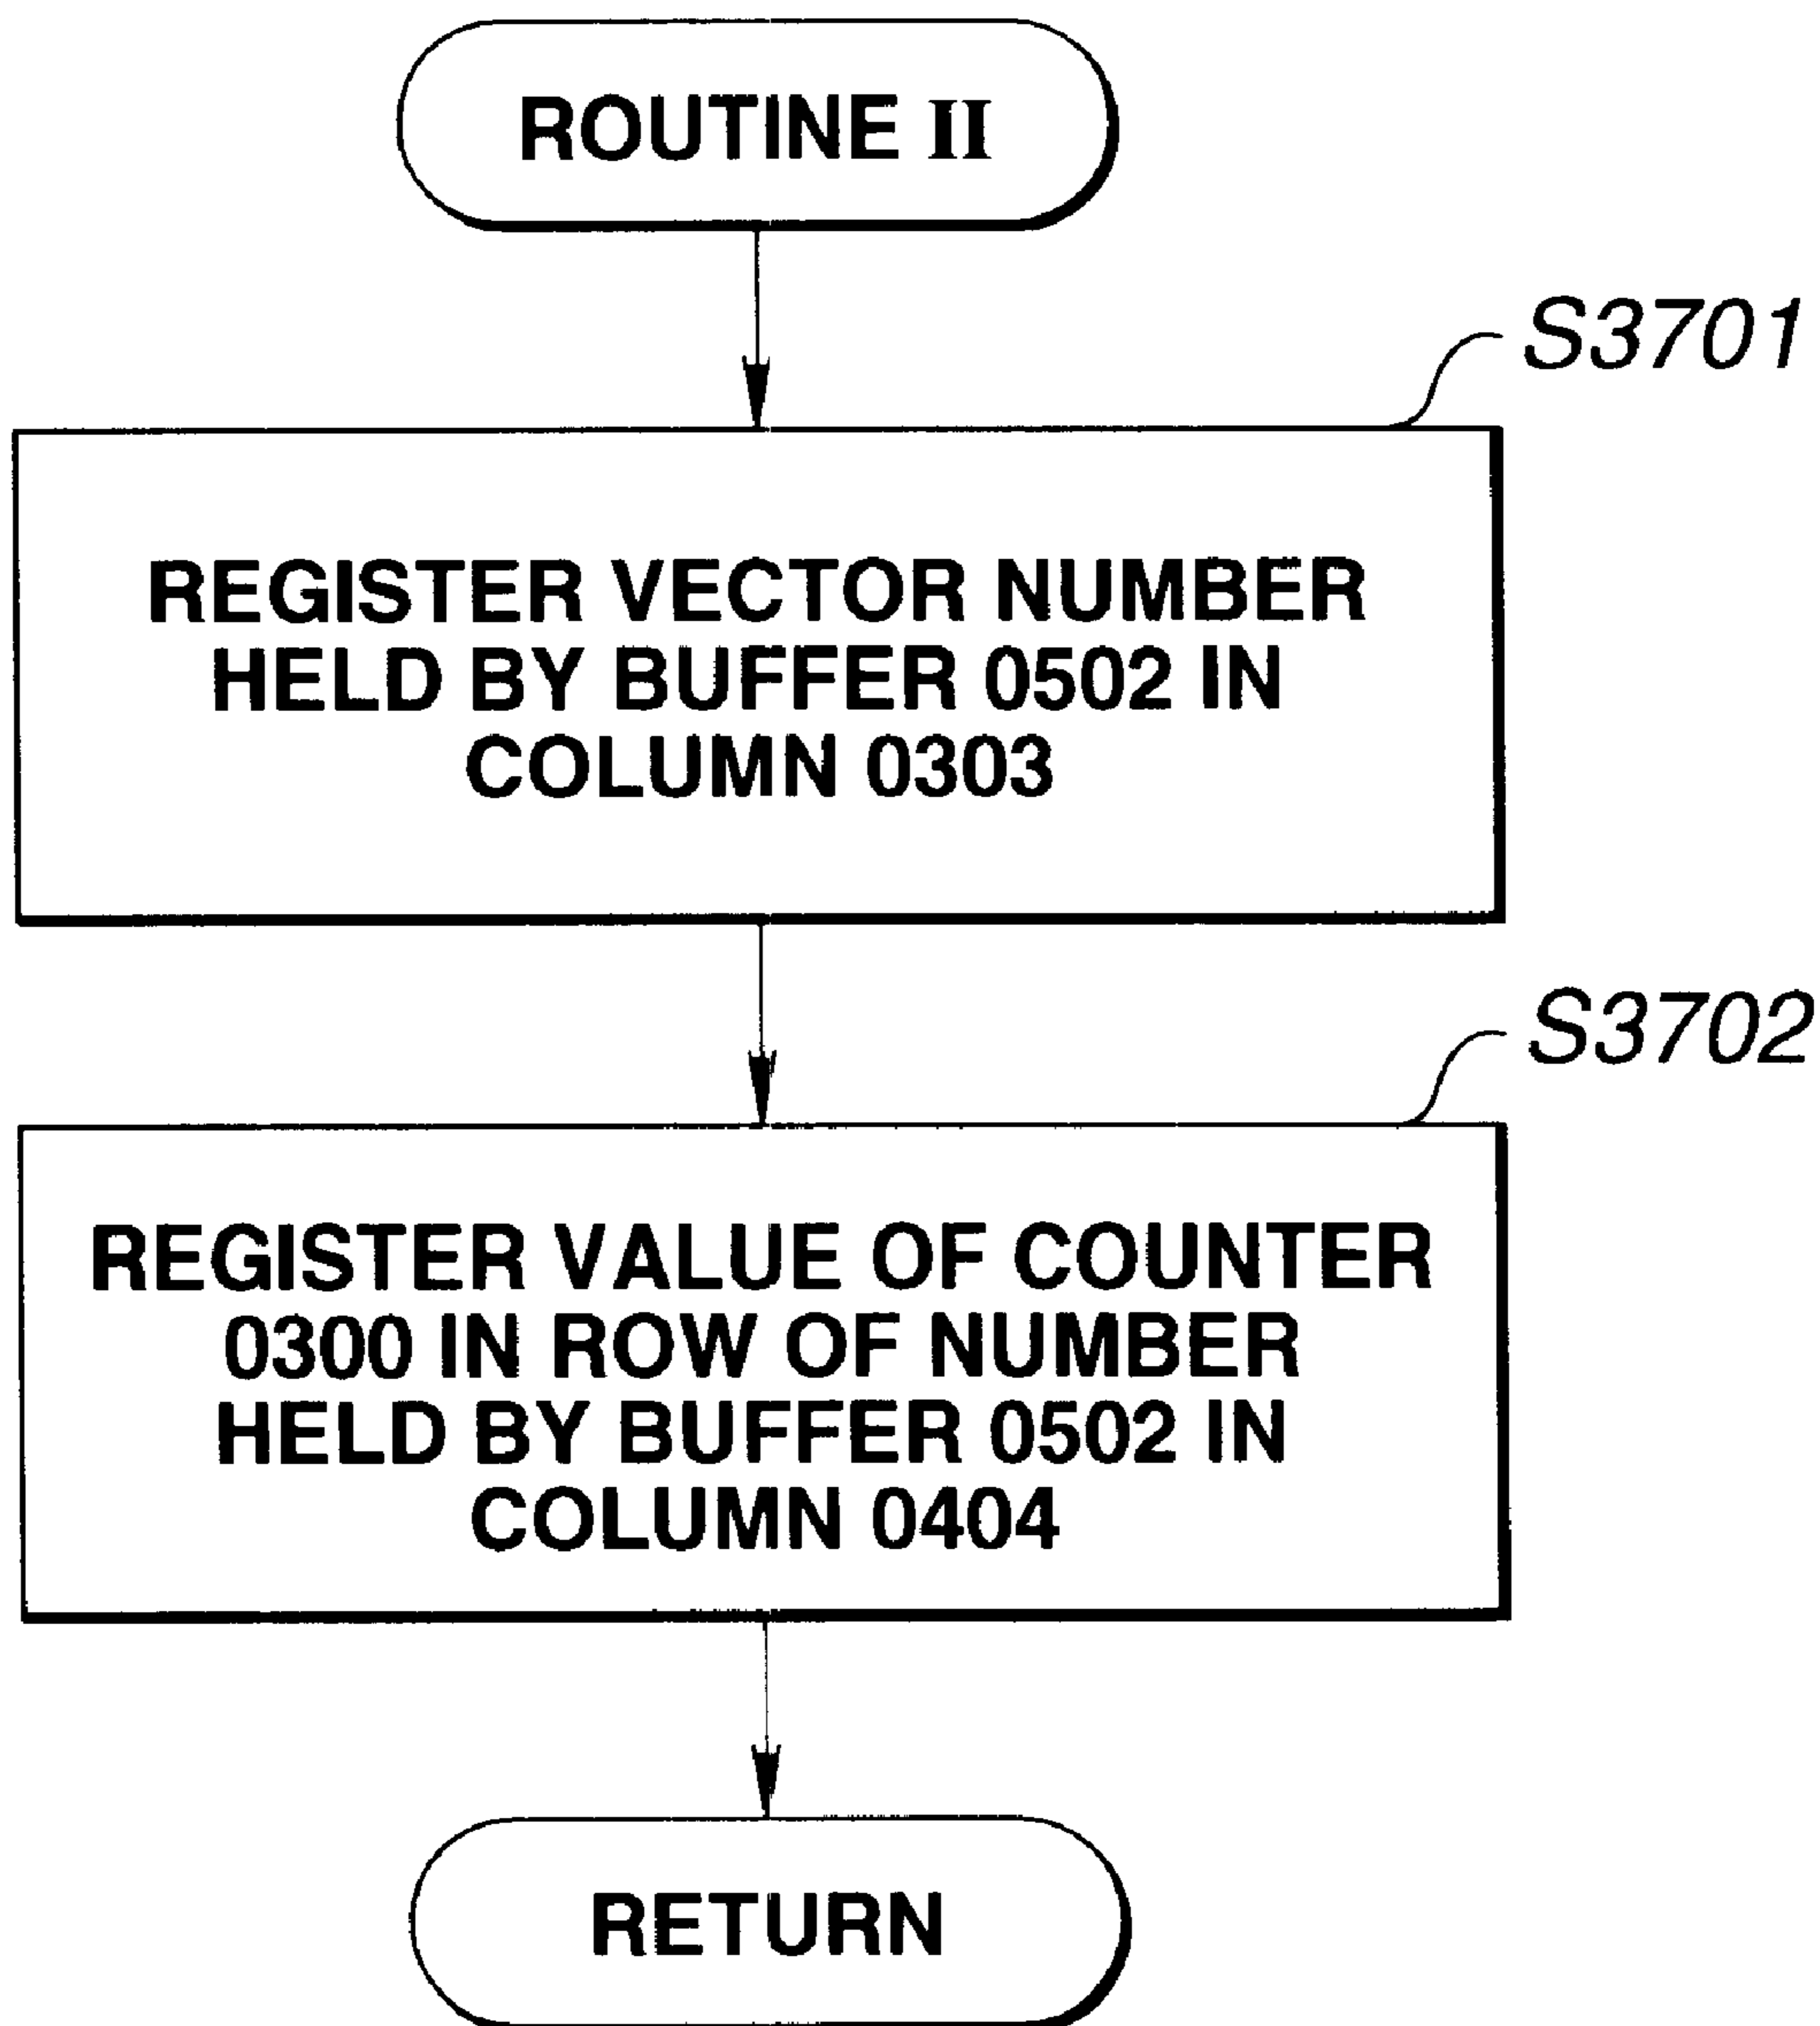 ROUTINE II
S3701
REGISTER VECTOR NUMBER
HELD BY BUFFER 0502 IN
COLUMN 0303
S3702
REGISTER VALUE OF COUNTER
0300 IN ROW OF NUMBER
HELD BY BUFFER 0502 IN
COLUMN 0404
RETURN